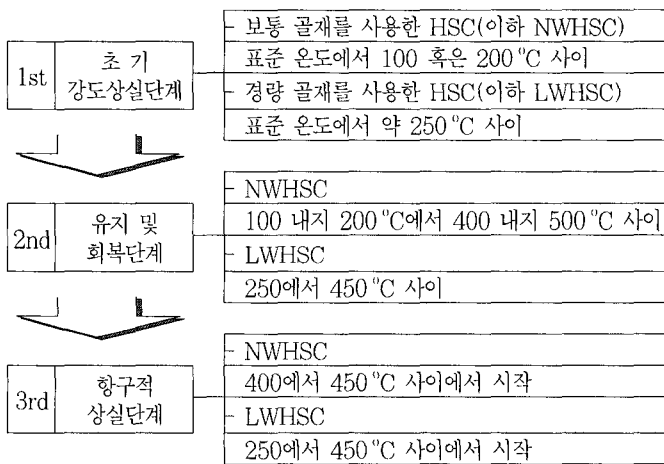 1st
초 기
강도상실단계
- 보통 골재를 사용한 HSC(이하 NWHSC)
표준 온도에서 100 혹은 200 ℃ 사이
- 경량 골재를 사용한 HSC(이하 LWHSC)
표준 온도에서 약 250 ℃ 사이
2nd
유지 및
회복단계
- NWHSC
100 내지 200 ℃에서 400 내지 500 ℃ 사이
- LWHSC
250에서 450 ℃ 사이
3rd
항구적
상실단계
- NWHSC
400에서 450 ℃ 사이에서 시작
- LWHSC
250에서 450 ℃ 사이에서 시작